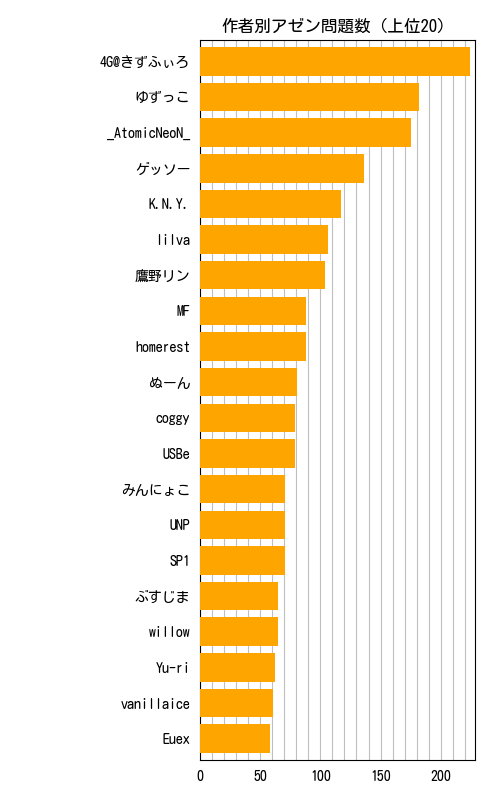 作者別アゼン問題数（上位20）
4G@きずふぃろ
ゆずっこ
_AtomicNeoN_
ゲッソー
K.N.Y.
lilva
鷹野リン
MF
homerest
ぬーん
coggy
USBe
みんにょこ
UNP
SP1
ぶすじま
willow
Yu-ri
vanillaice
Euex
0 50 100 150 200